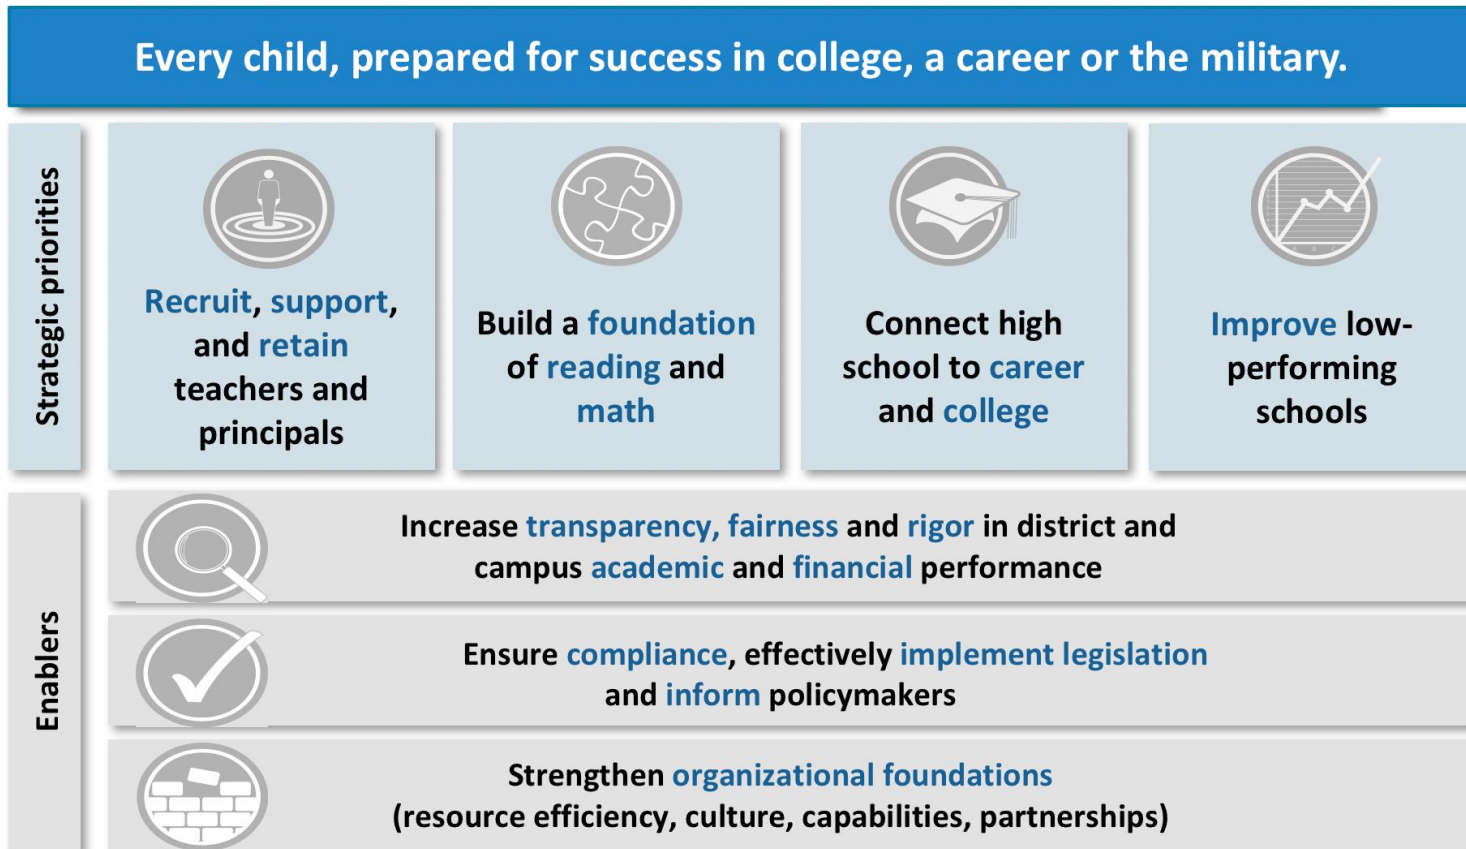 Every child, prepared for success in college, a career or the military.
Strategic priorities
Recruit, support,
and retain
teachers and
principals
Build a foundation
of reading and
math
Connect high
school to career
and college
Improve low-
performing
schools
Enablers
Increase transparency, fairness and rigor in district and
campus academic and financial performance
Ensure compliance, effectively implement legislation
and inform policymakers
Strengthen organizational foundations
(resource efficiency, culture, capabilities, partnerships)